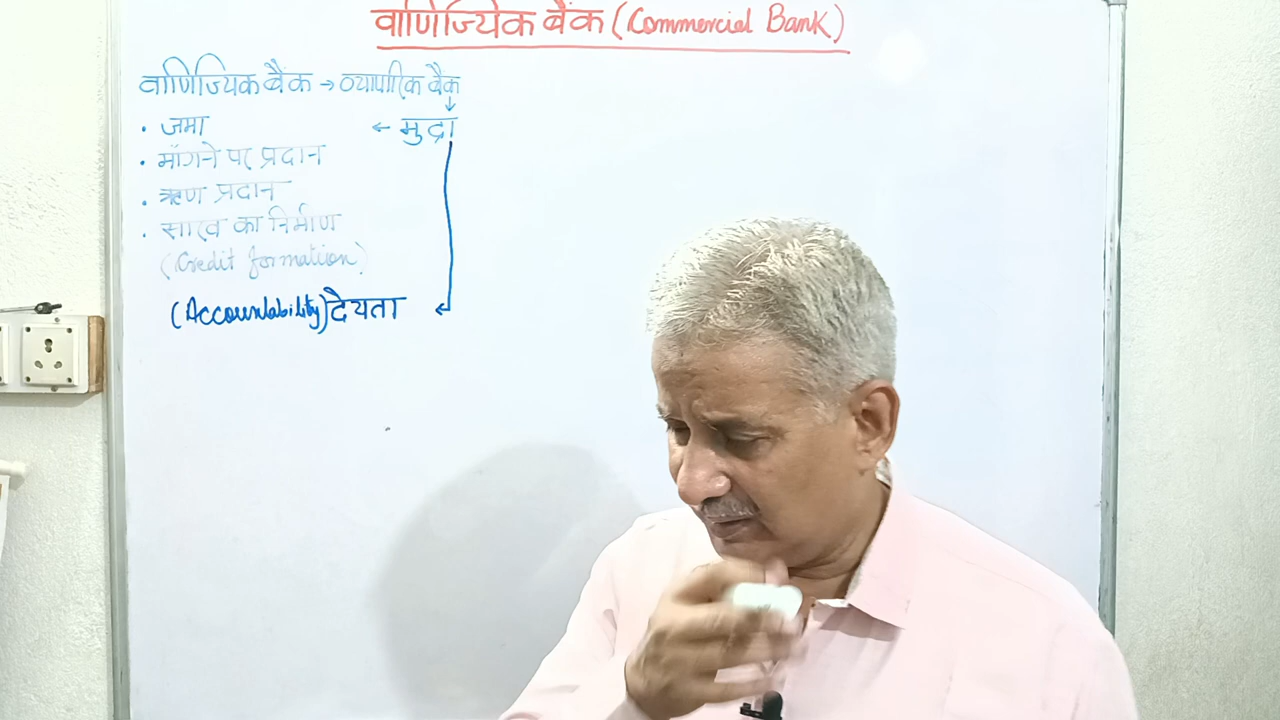 वाणिज्यिक बैंक (Commercial Bank)
वाणिज्यिक बैंक → व्यापारिक बैंक
↓
• जमा ← मुद्रा
• माँगने पर प्रदान
• ऋण प्रदान
• साख का निर्माण
(Credit formation)
(Accountability) देयता ←